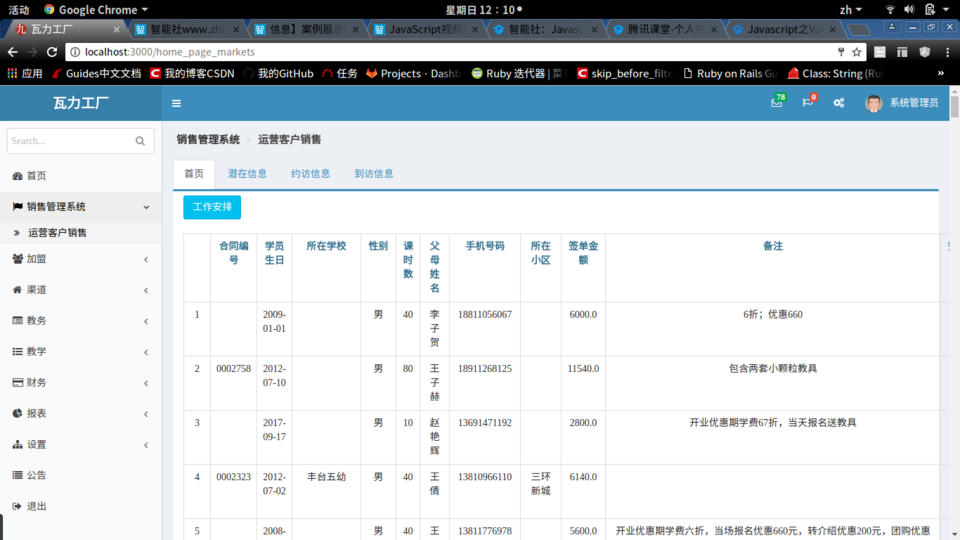 活动 Google Chrome 星期日 12：10 zh
瓦力工厂 智能社www.zhi 信息】案例展示 JavaScript视频 智能社：Javasc 腾讯课堂-个人中 Javascript之Vu
localhost:3000/home_page_markets
应用 Guides中文文档 我的博客CSDN 我的GitHub 任务 Projects · Dashb Ruby 迭代器 | 菜 skip_before_filte Ruby on Rails Gu Class: String (Ru »
瓦力工厂 78 0 系统管理员
Search...
销售管理系统 > 运营客户销售
首页
销售管理系统
运营客户销售
加盟
渠道
教务
教学
财务
报表
设置
公告
退出
首页 潜在信息 约访信息 到访信息
工作安排
合同编号 学员生日 所在学校 性别 课时数 父母姓名 手机号码 所在小区 签单金额 备注
1 2009-01-01 男 40 李子贺 18811056067 6000.0 6折；优惠660
2 0002758 2012-07-10 男 80 王子赫 18911268125 11540.0 包含两套小颗粒教具
3 2017-09-17 男 10 赵艳辉 13691471192 2800.0 开业优惠期学费67折，当天报名送教具
4 0002323 2012-07-02 丰台五幼 男 40 王倩 13810966110 三环新城 6140.0
5 2008- 男 40 王 13811776978 5600.0 开业优惠期学费六折，当场报名优惠660元，转介绍优惠200元，团购优惠